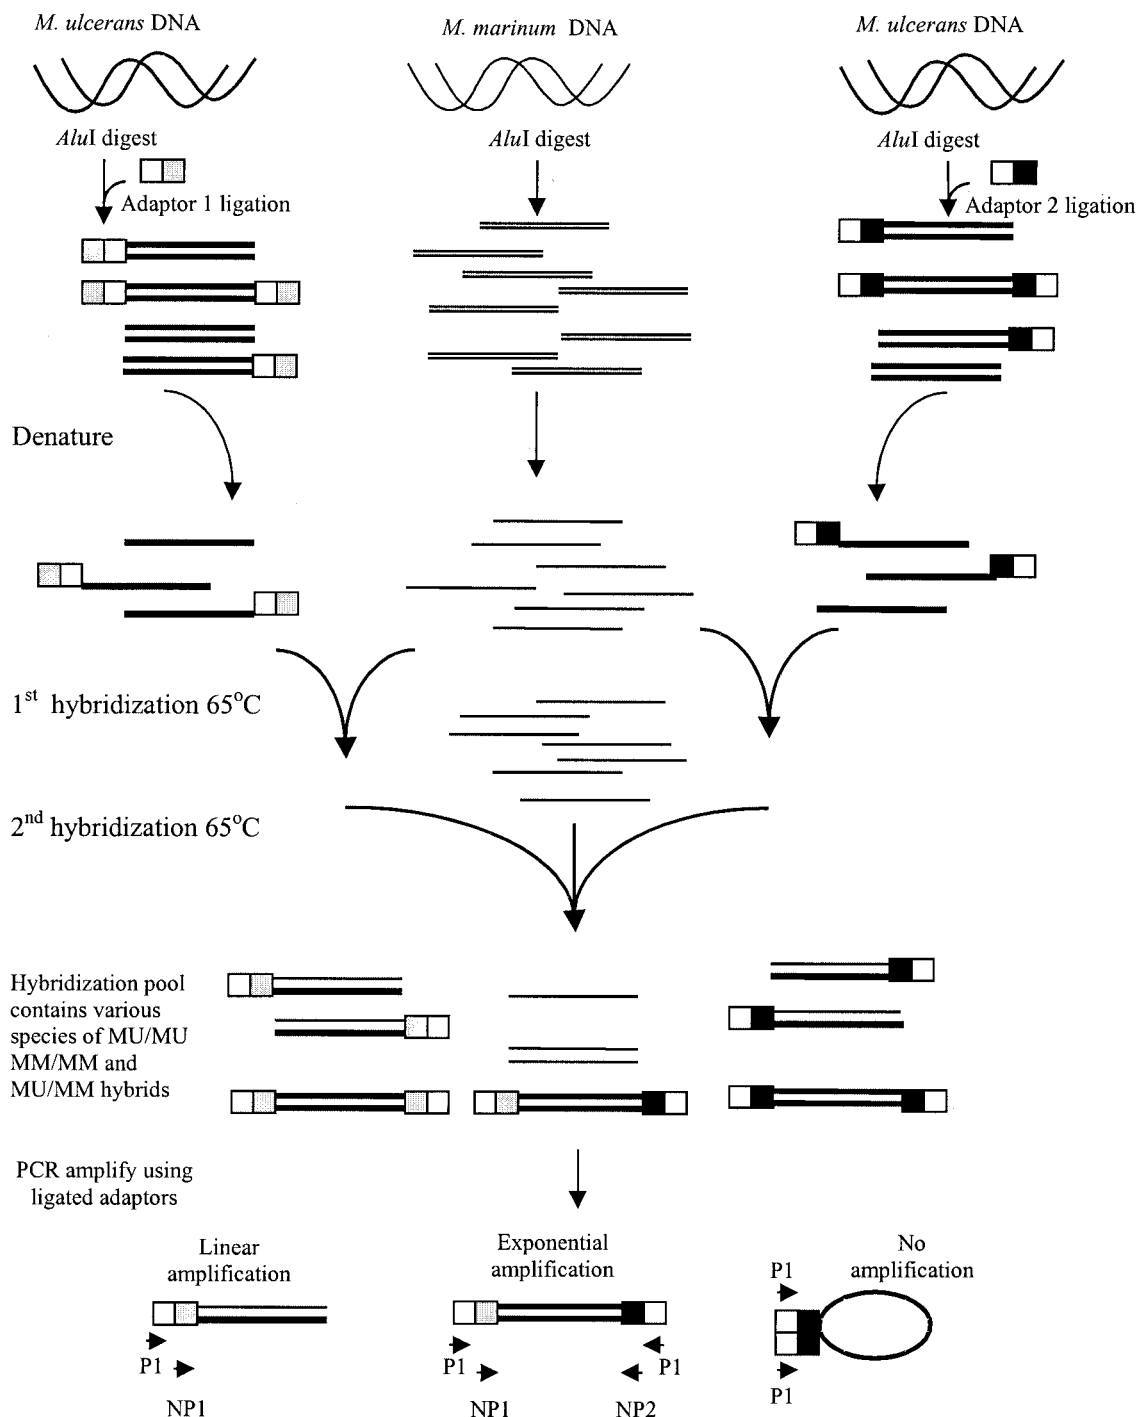 M. ulcerans DNA
M. marinum DNA
M. ulcerans DNA
AluI digest
AluI digest
AluI digest
Adaptor 1 ligation
Adaptor 2 ligation
Denature
1st hybridization 65°C
2nd hybridization 65°C
Hybridization pool
contains various
species of MU/MU
MM/MM and
MU/MM hybrids
PCR amplify using
ligated adaptors
Linear
amplification
Exponential
amplification
No
amplification
P1
P1
P1
P1
P1
NP1
NP1
NP2